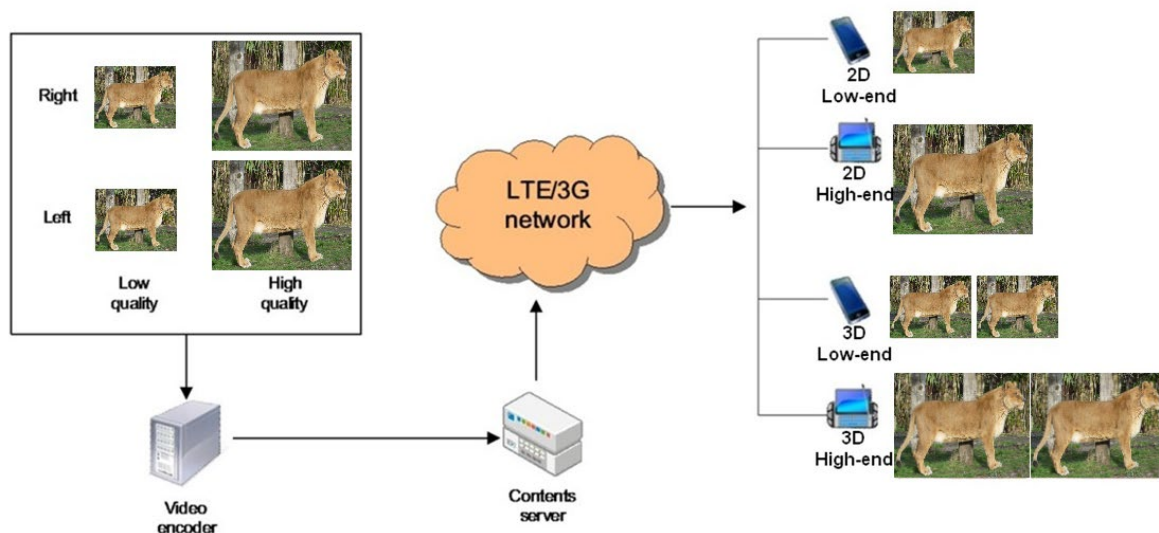 Right
Left
Low
quality
High
quality
Video
encoder
Contents
server
LTE/3G
network
2D
Low-end
2D
High-end
3D
Low-end
3D
High-end